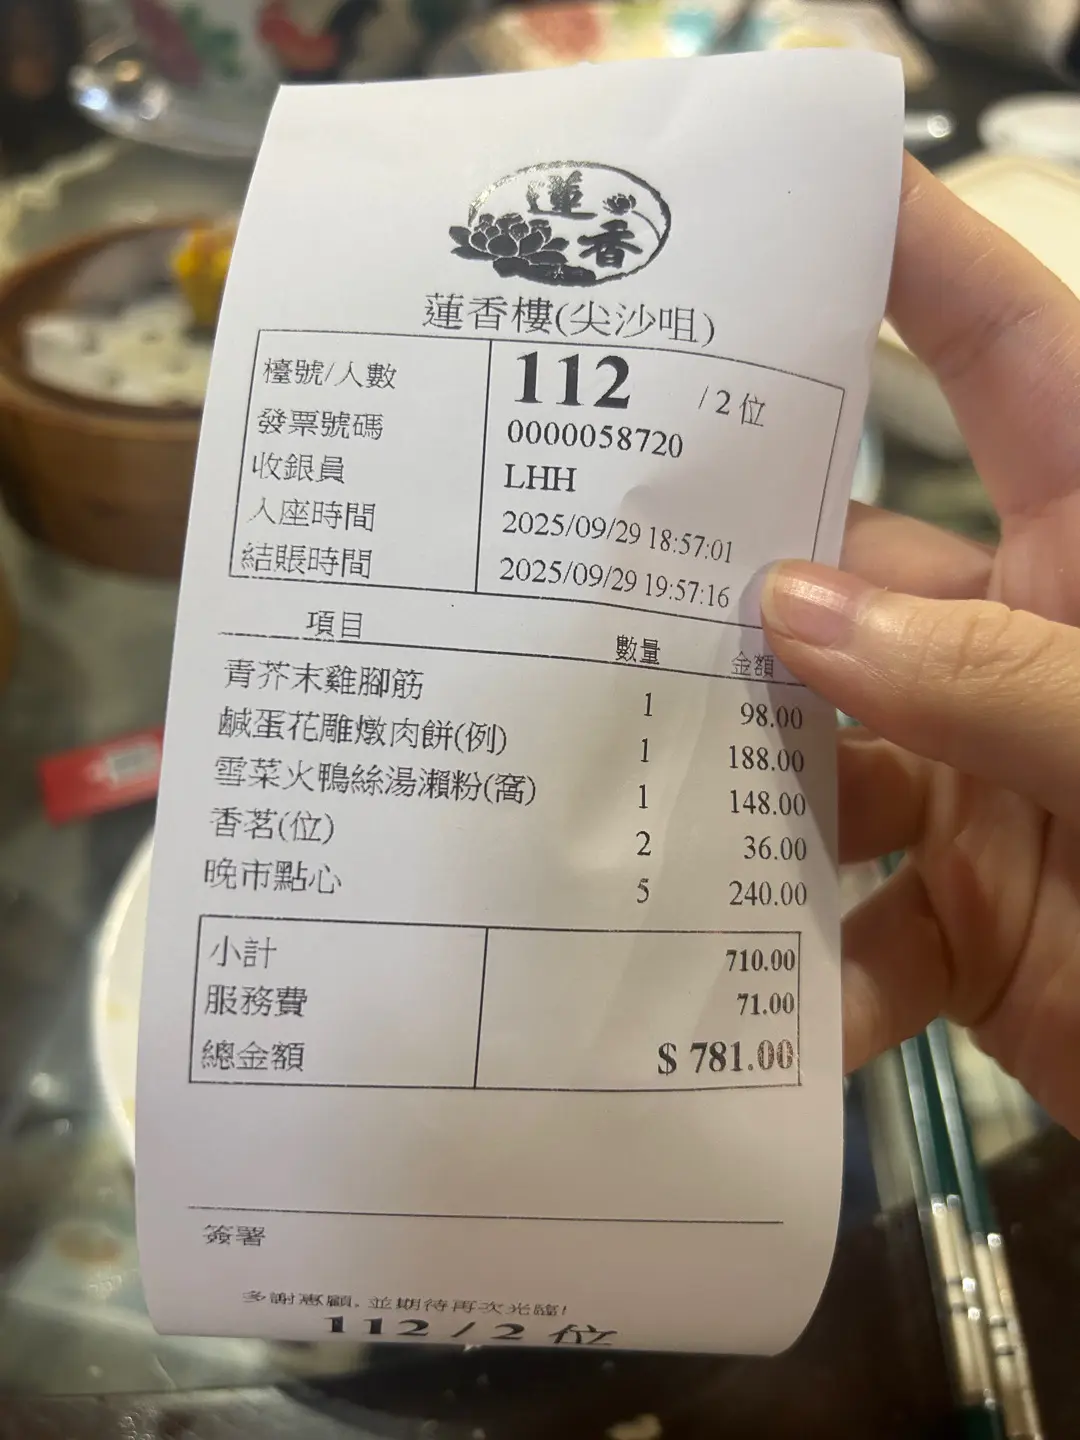 蓮香
蓮香樓(尖沙咀)
檯號/人數 112 /2位
發票號碼 0000058720
收銀員 LHH
入座時間 2025/09/29 18:57:01
結賬時間 2025/09/29 19:57:16
項目 數量 金額
青芥末雞腳筋 1 98.00
鹹蛋花雕燉肉餅(例) 1 188.00
雪菜火鴨絲湯瀨粉(窩) 1 148.00
香茗(位) 2 36.00
晚市點心 5 240.00
小計 710.00
服務費 71.00
總金額 $ 781.00
簽署
多謝惠顧,並期待再次光臨!
112 / 2 位